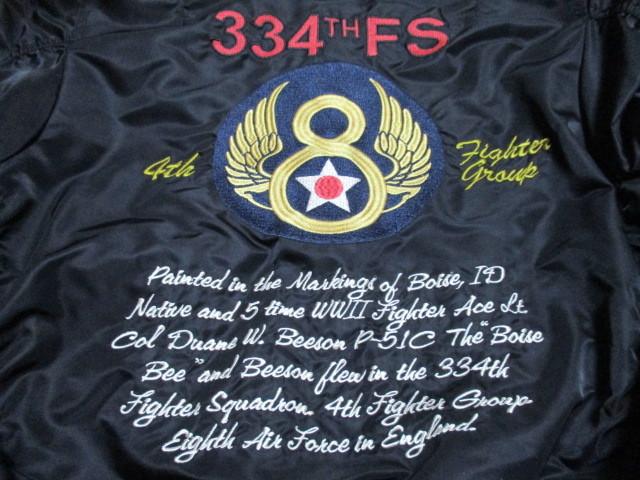 334TH FS
8
4th
Fighter
Group
Painted in the Markings of Boise, ID
Native and 5 time WWII Fighter Ace Lt.
Col Duane W. Beeson P-51C The "Boise
Bee" and Beeson flew in the 334th
Fighter Squadron. 4th Fighter Group
Eighth Air Force in England.